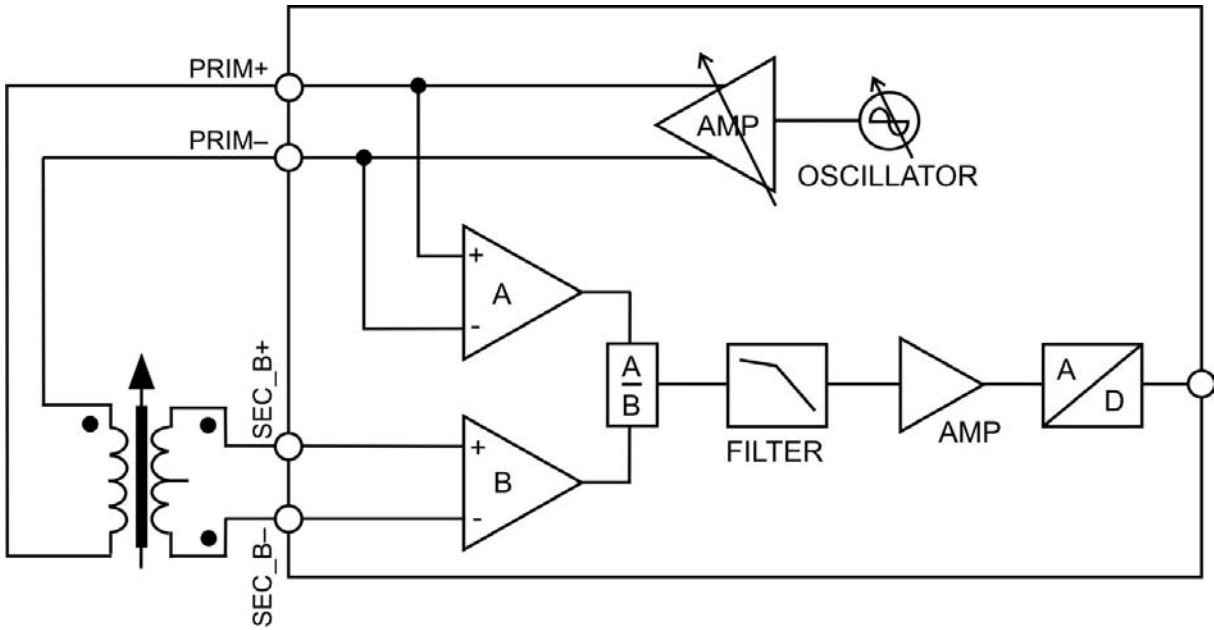 PRIM+
AMP
PRIM–
OSCILLATOR
+
A
-
SEC_B+
A
B
A
D
+
B
-
FILTER
AMP
SEC_B–